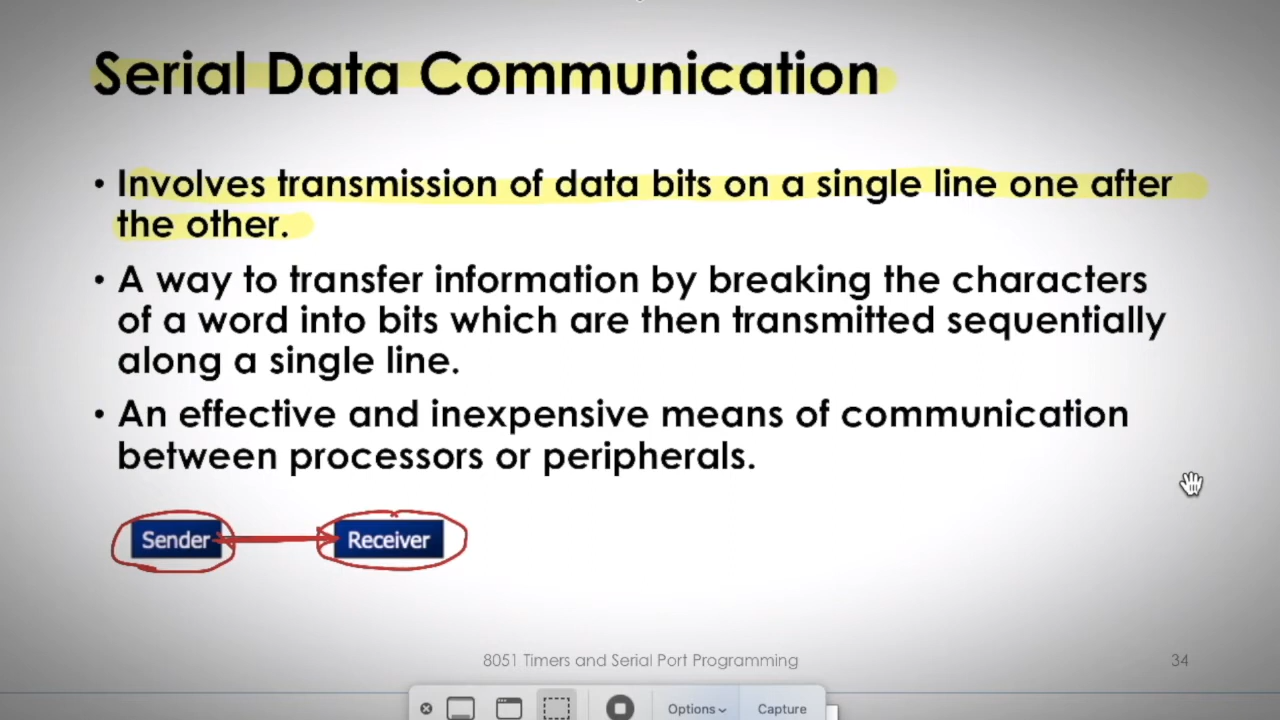 Serial Data Communication
• Involves transmission of data bits on a single line one after
the other.
• A way to transfer information by breaking the characters
of a word into bits which are then transmitted sequentially
along a single line.
• An effective and inexpensive means of communication
between processors or peripherals.
Sender Receiver
8051 Timers and Serial Port Programming 34
Options Capture